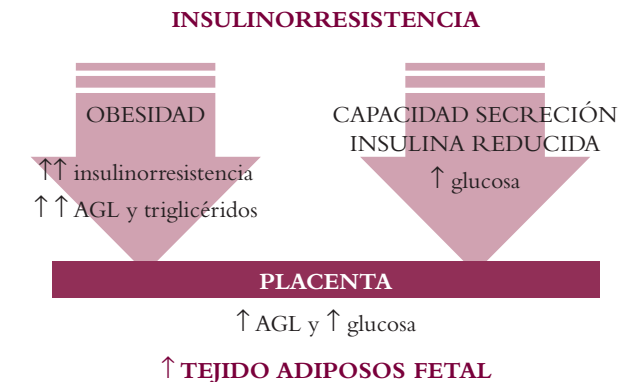 INSULINORRESISTENCIA
OBESIDAD
↑↑ insulinorresistencia
↑ ↑ AGL y triglicéridos
CAPACIDAD SECRECIÓN
INSULINA REDUCIDA
↑ glucosa
PLACENTA
↑ AGL y ↑ glucosa
↑ TEJIDO ADIPOSOS FETAL